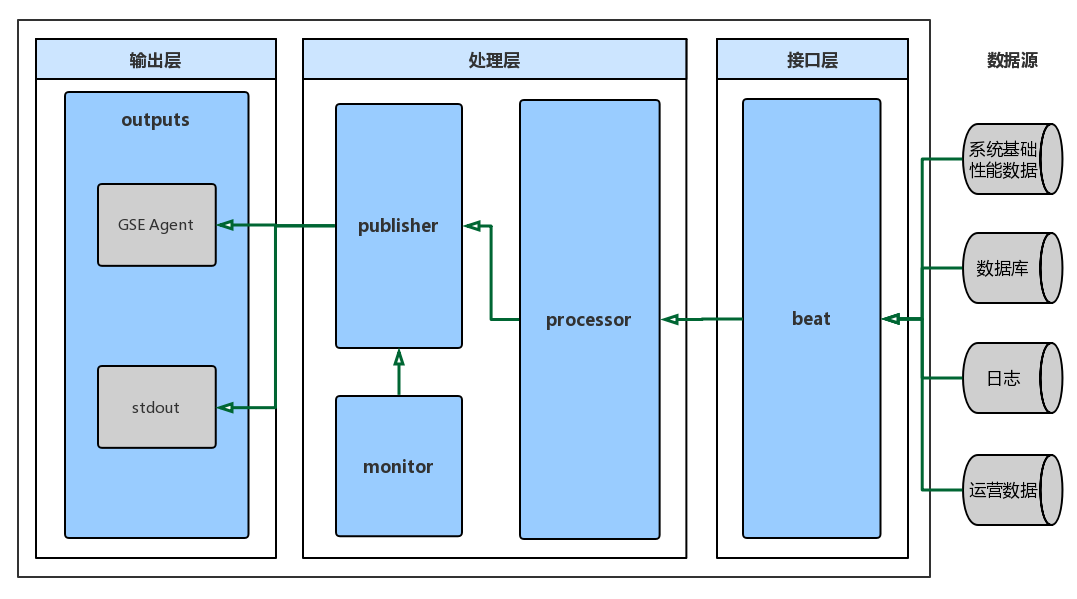 输出层
处理层
接口层
数据源
outputs
GSE Agent
stdout
publisher
monitor
processor
beat
系统基础
性能数据
数据库
日志
运营数据